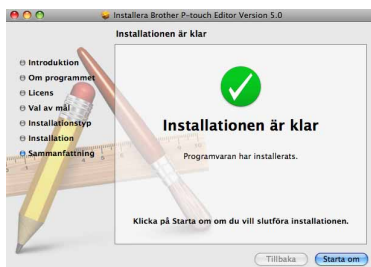 Installera Brother P-touch Editor Version 5.0
Installationen är klar
Introduktion
Om programmet
Licens
Val av mål
Installationstyp
Installation
Sammanfattning
Installationen är klar
Programvaran har installerats.
Klicka på Starta om om du vill slutföra installationen.
Tillbaka
Starta om